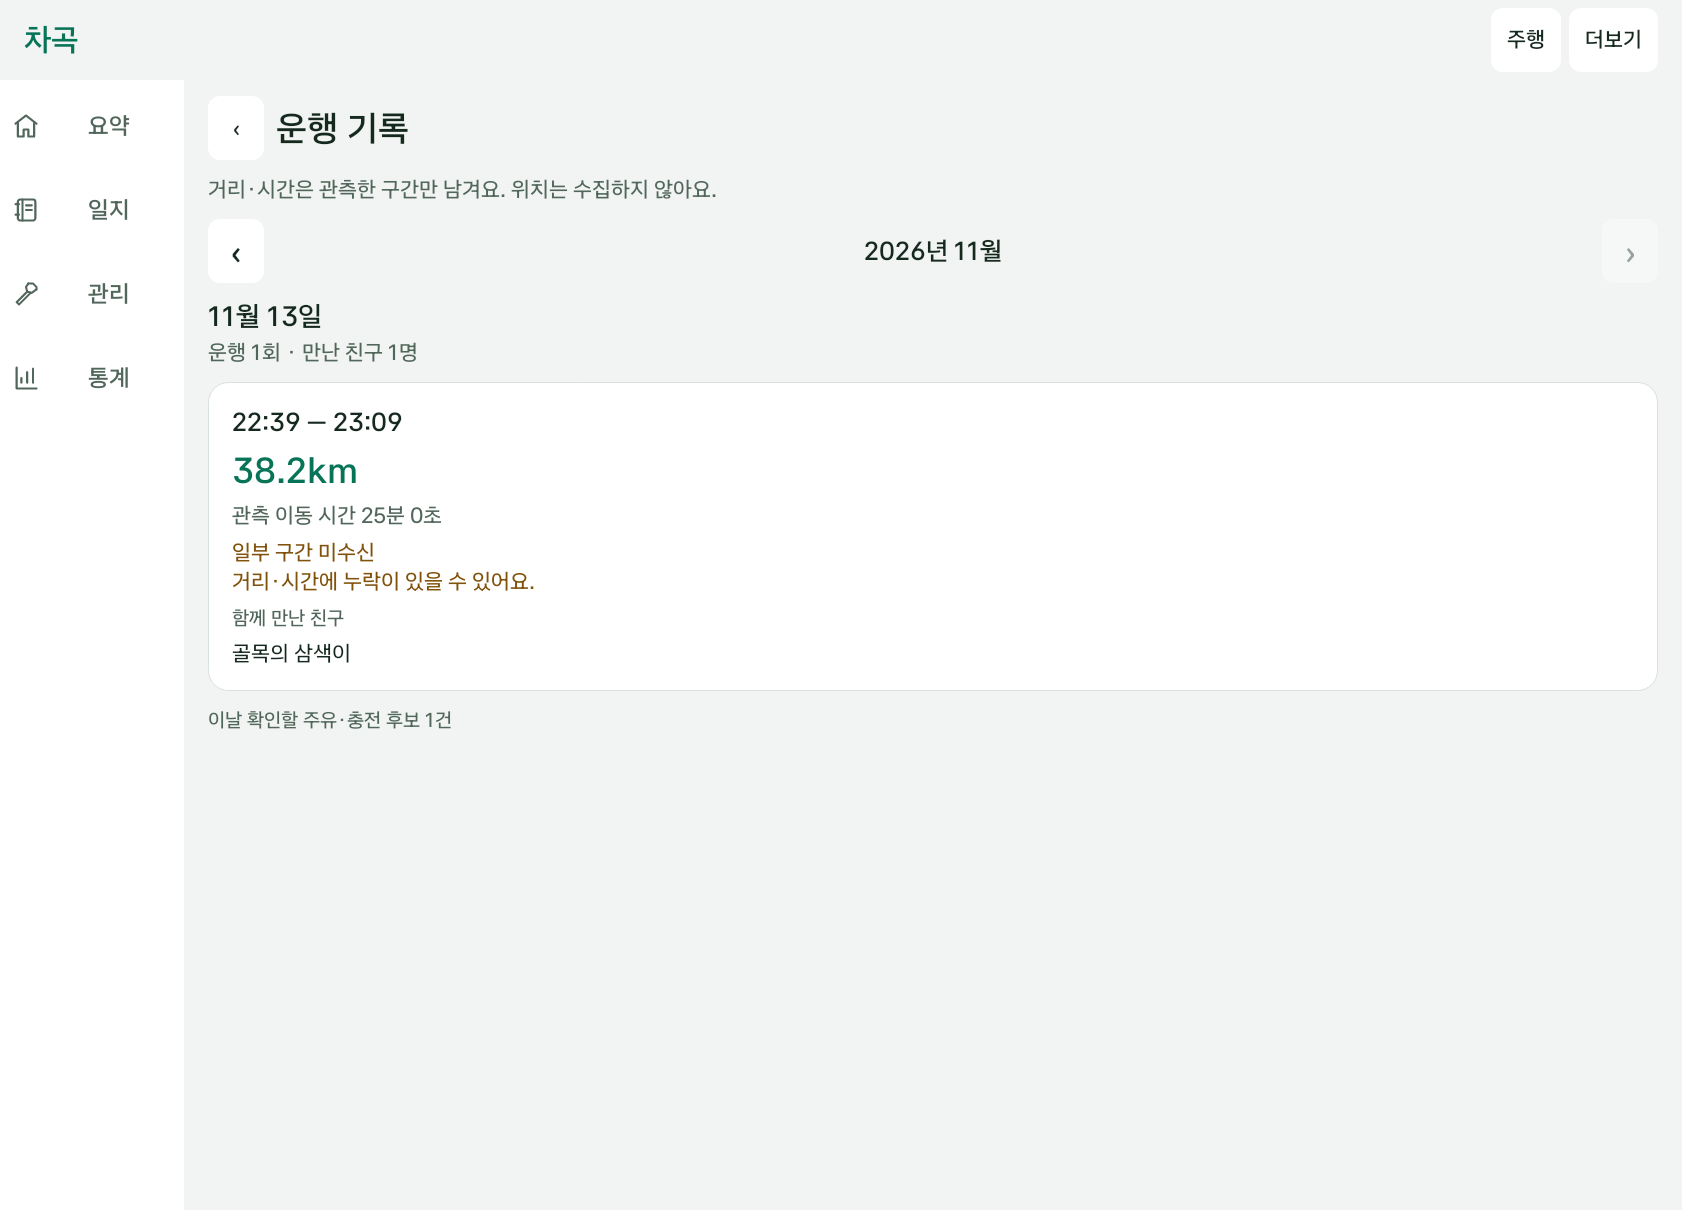 차곡
주행
더보기
요약
일지
관리
통계
‹ 운행 기록
거리·시간은 관측한 구간만 남겨요. 위치는 수집하지 않아요.
‹ 2026년 11월 ›
11월 13일
운행 1회 · 만난 친구 1명
22:39 — 23:09
38.2km
관측 이동 시간 25분 0초
일부 구간 미수신
거리·시간에 누락이 있을 수 있어요.
함께 만난 친구
골목의 삼색이
이날 확인할 주유·충전 후보 1건